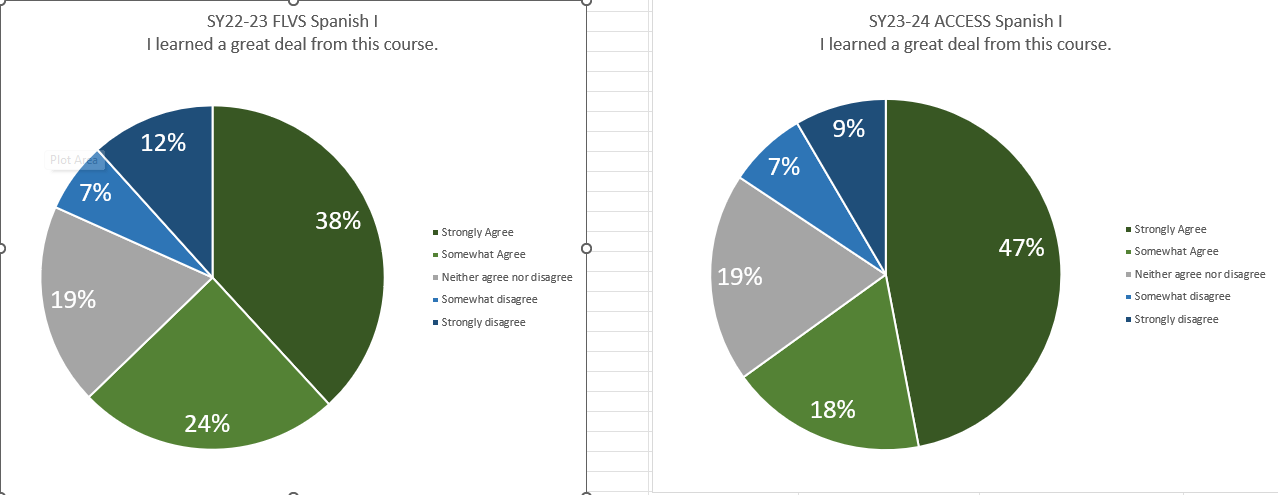 SY22-23 FLVS Spanish I
I learned a great deal from this course.
12%
Plot Area
7%
38%
19%
24%
Strongly Agree
Somewhat Agree
Neither agree nor disagree
Somewhat disagree
Strongly disagree
SY23-24 ACCESS Spanish I
I learned a great deal from this course.
9%
7%
47%
19%
18%
Strongly Agree
Somewhat Agree
Neither agree nor disagree
Somewhat disagree
Strongly disagree